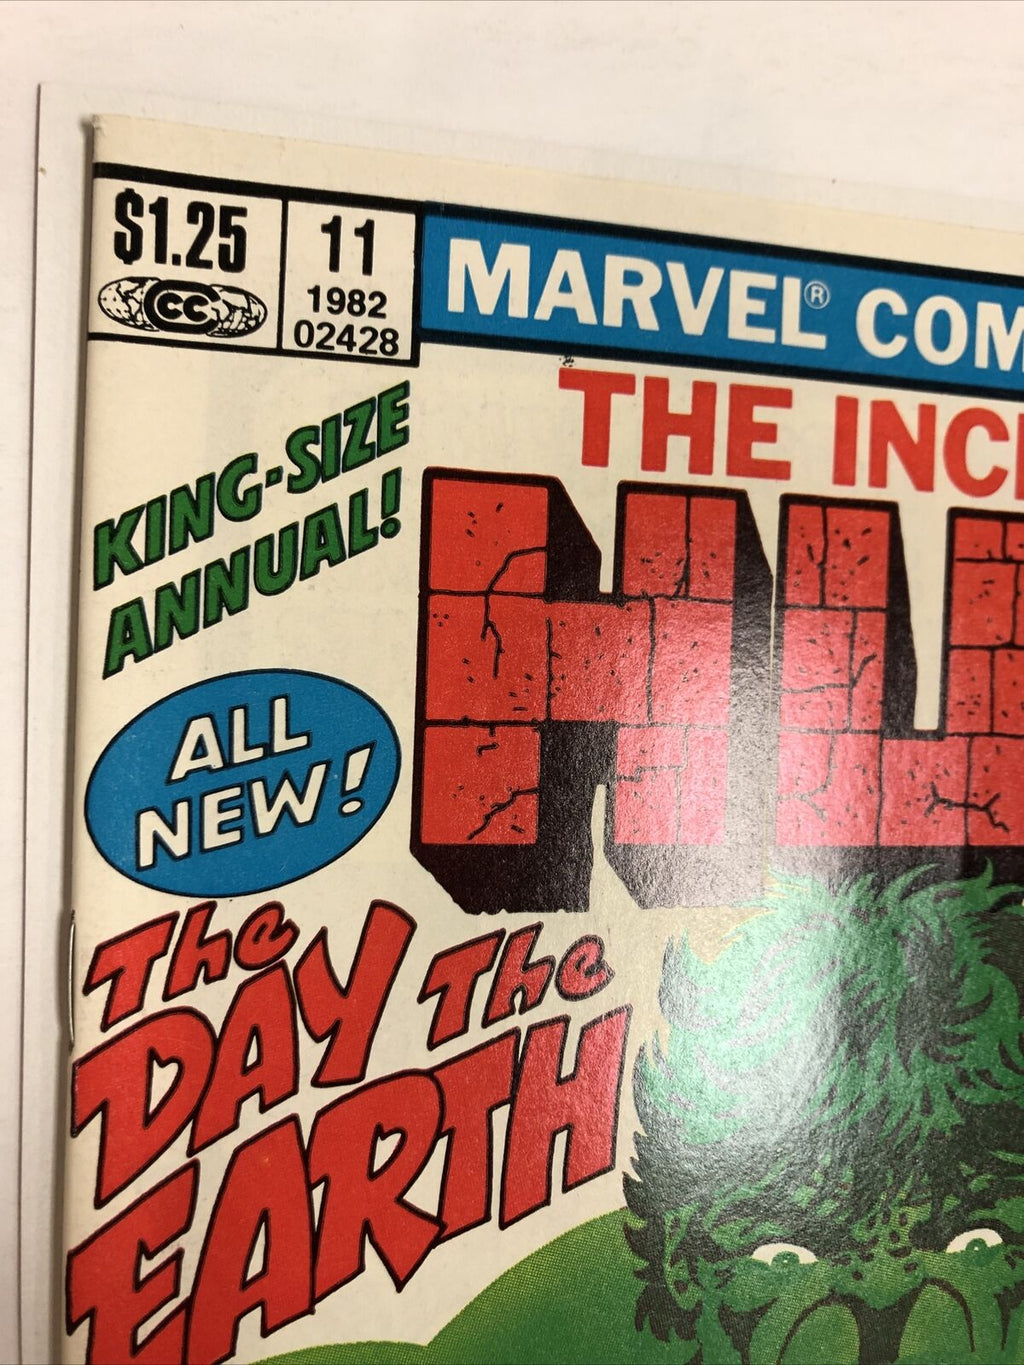 $1.25
CCC
11
1982
02428
MARVEL® COM
THE INC
HU
KING-SIZE
ANNUAL!
ALL
NEW!
The
DAY The
EARTH